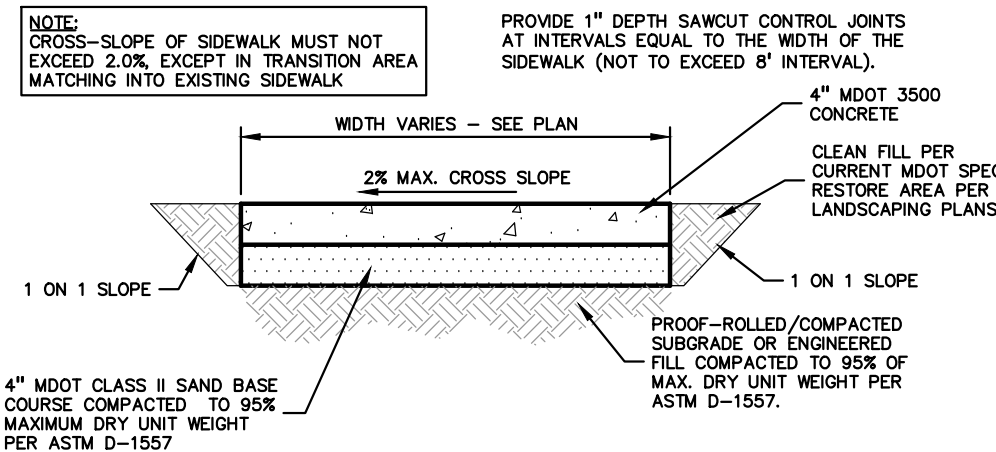 NOTE:
CROSS-SLOPE OF SIDEWALK MUST NOT
EXCEED 2.0%, EXCEPT IN TRANSITION AREA
MATCHING INTO EXISTING SIDEWALK
PROVIDE 1" DEPTH SAWCUT CONTROL JOINTS
AT INTERVALS EQUAL TO THE WIDTH OF THE
SIDEWALK (NOT TO EXCEED 8' INTERVAL).
4" MDOT 3500
CONCRETE
WIDTH VARIES - SEE PLAN
CLEAN FILL PER
CURRENT MDOT SPEC
RESTORE AREA PER
LANDSCAPING PLANS
2% MAX. CROSS SLOPE
1 ON 1 SLOPE
1 ON 1 SLOPE
PROOF-ROLLED/COMPACTED
SUBGRADE OR ENGINEERED
FILL COMPACTED TO 95% OF
MAX. DRY UNIT WEIGHT PER
ASTM D-1557.
4" MDOT CLASS II SAND BASE
COURSE COMPACTED TO 95%
MAXIMUM DRY UNIT WEIGHT
PER ASTM D-1557